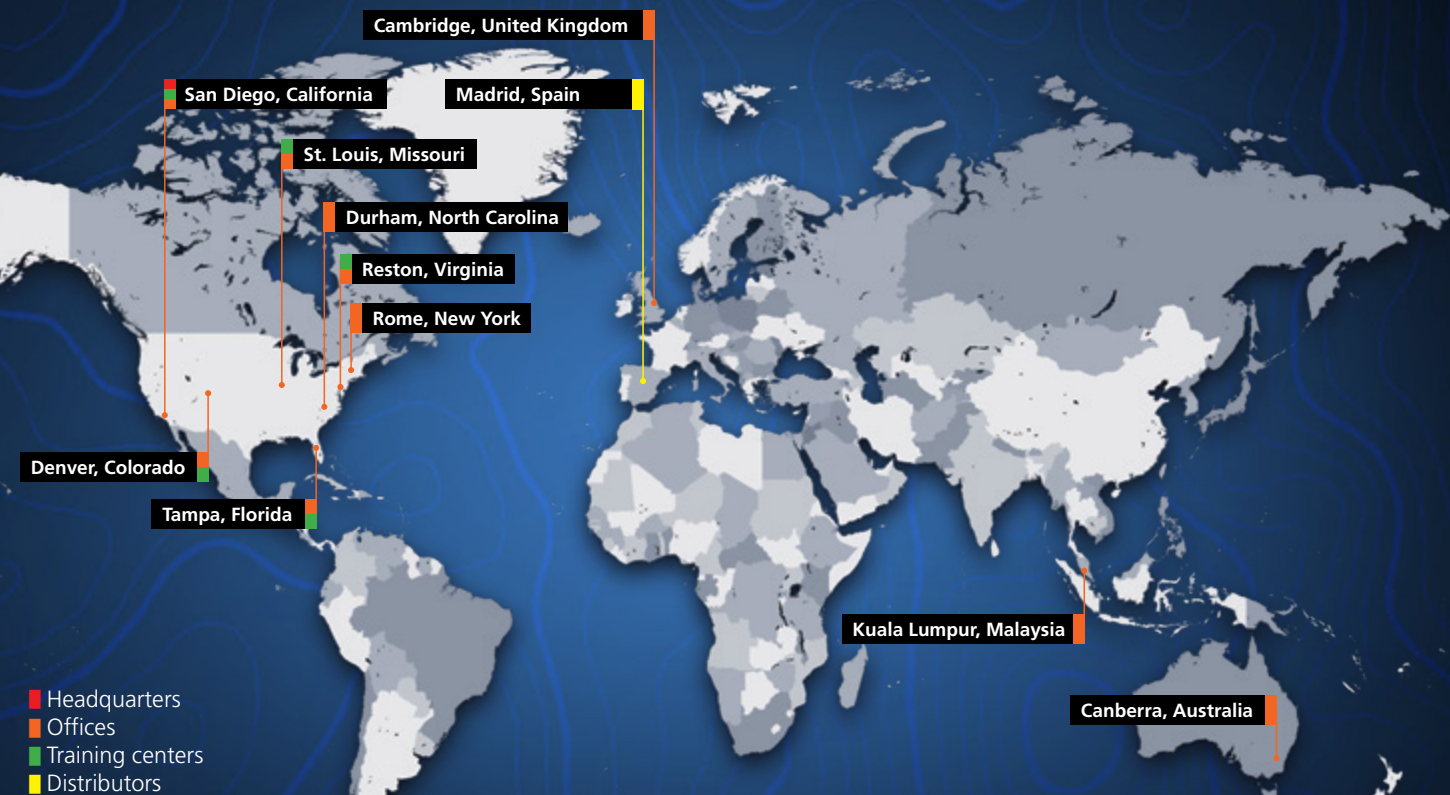 Cambridge, United Kingdom
San Diego, California
Madrid, Spain
St. Louis, Missouri
Durham, North Carolina
Reston, Virginia
Rome, New York
Denver, Colorado
Tampa, Florida
Kuala Lumpur, Malaysia
Canberra, Australia
Headquarters
Offices
Training centers
Distributors